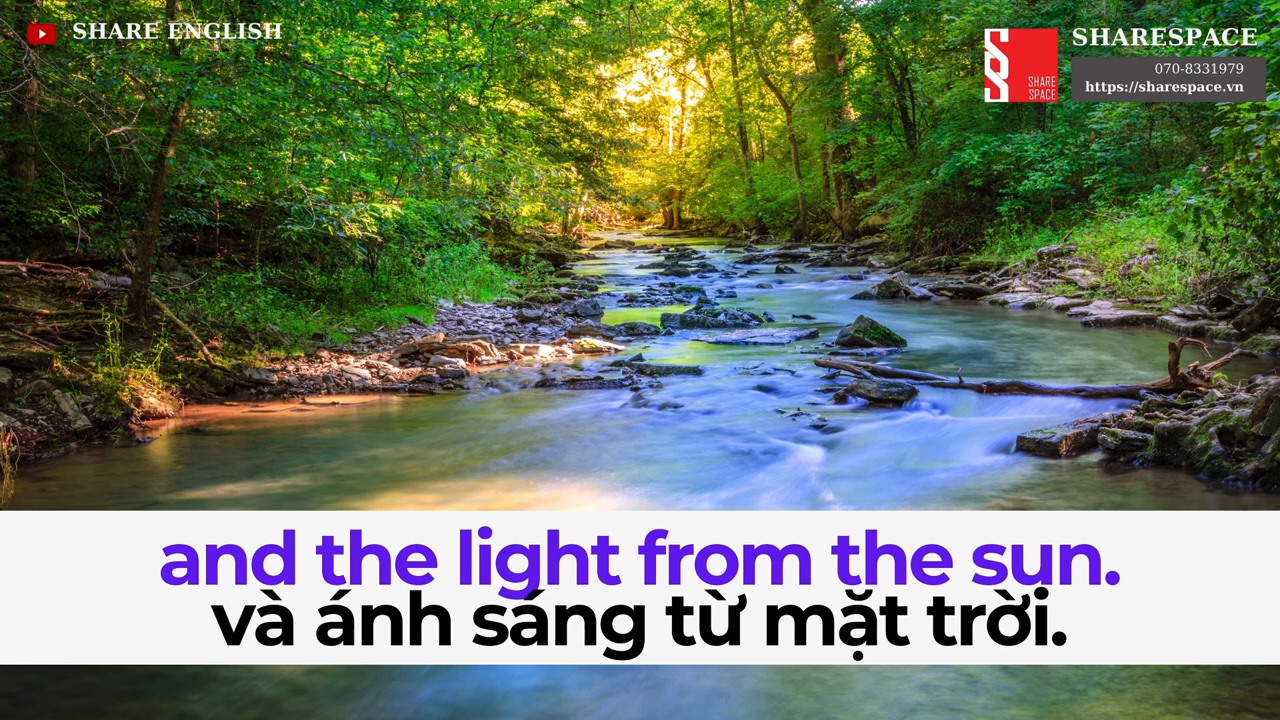 SHARE ENGLISH
SHARESPACE
070-8331979
https://sharespace.vn
SHARE
SPACE
and the light from the sun.
và ánh sáng từ mặt trời.